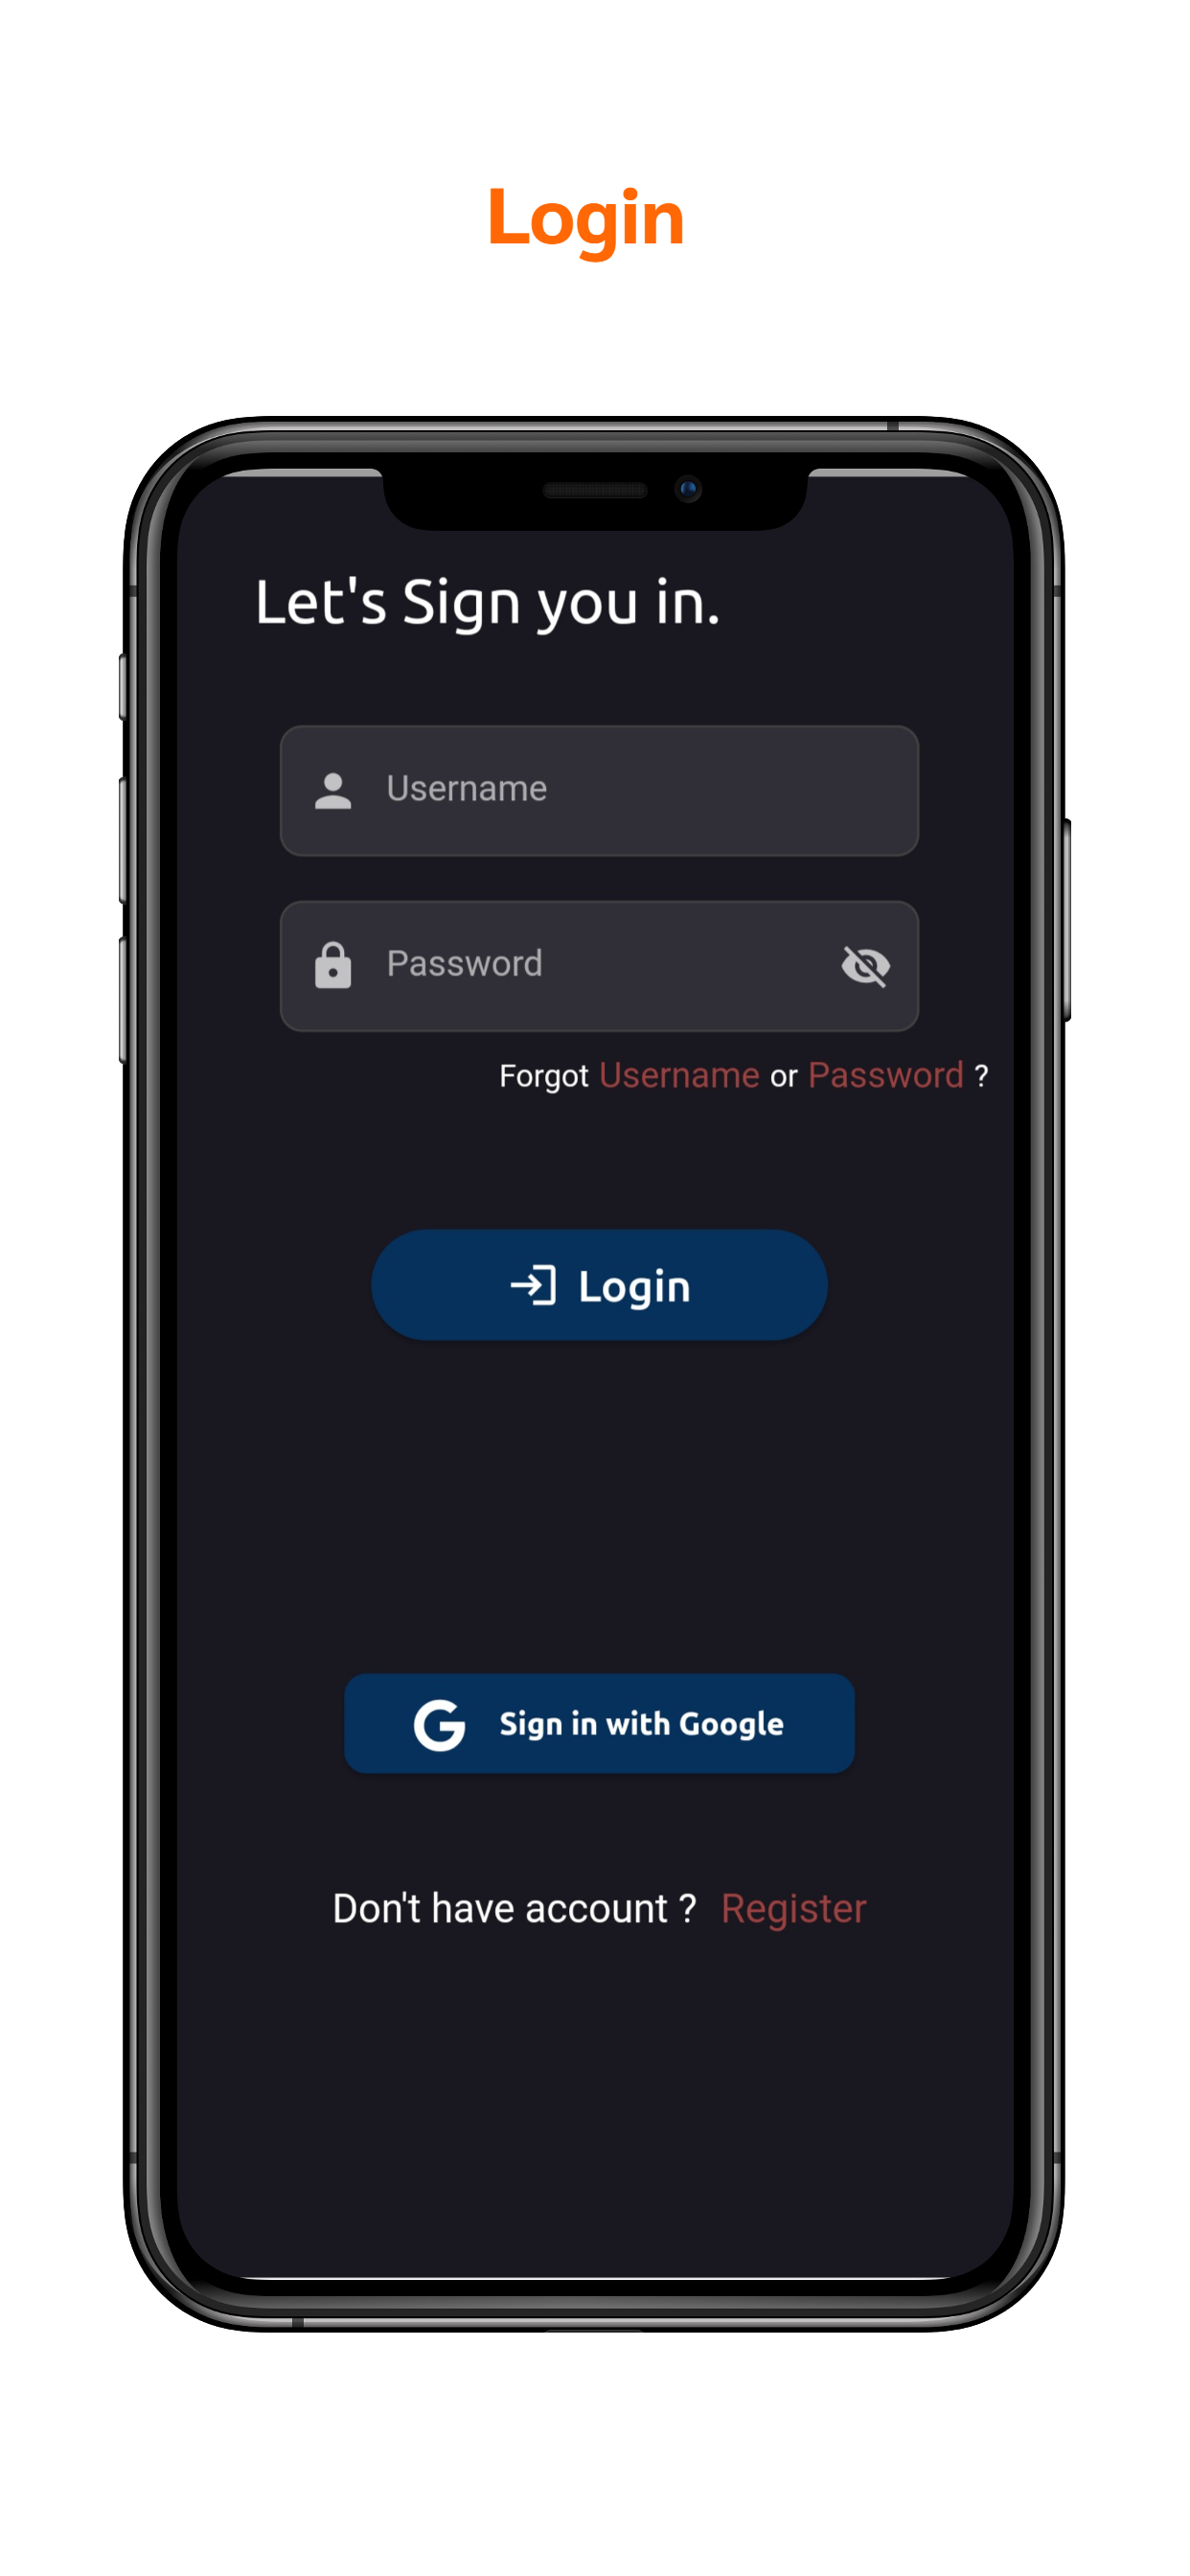 Login
Let's Sign you in.
Username
Password
Forgot Username or Password ?
Login
Sign in with Google
Don't have account ? Register